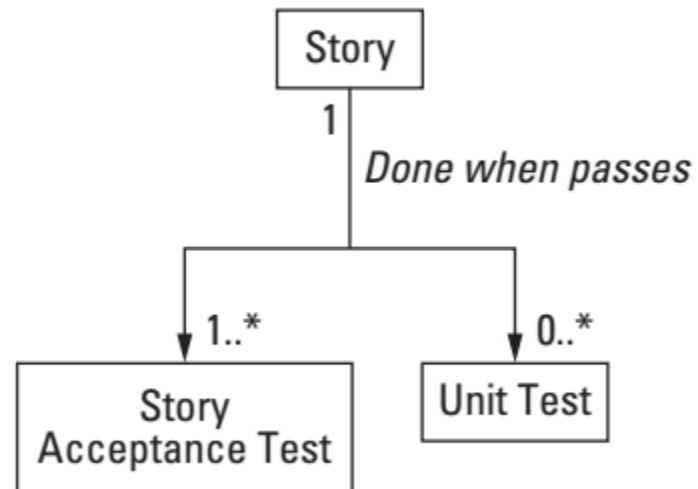 Story
1
Done when passes
1..*
0..*
Story
Acceptance Test
Unit Test